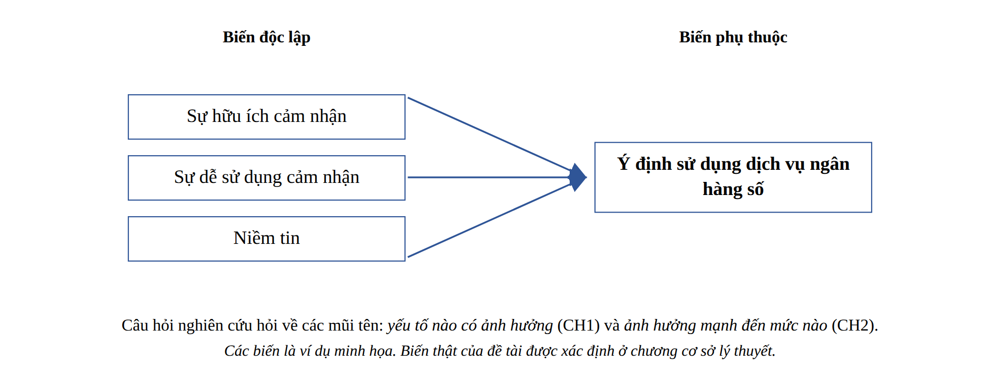 Biến độc lập
Biến phụ thuộc
Sự hữu ích cảm nhận
Sự dễ sử dụng cảm nhận
Niềm tin
Ý định sử dụng dịch vụ ngân
hàng số
Câu hỏi nghiên cứu hỏi về các mũi tên: yếu tố nào có ảnh hưởng (CH1) và ảnh hưởng mạnh đến mức nào (CH2).
Các biến là ví dụ minh họa. Biến thật của đề tài được xác định ở chương cơ sở lý thuyết.